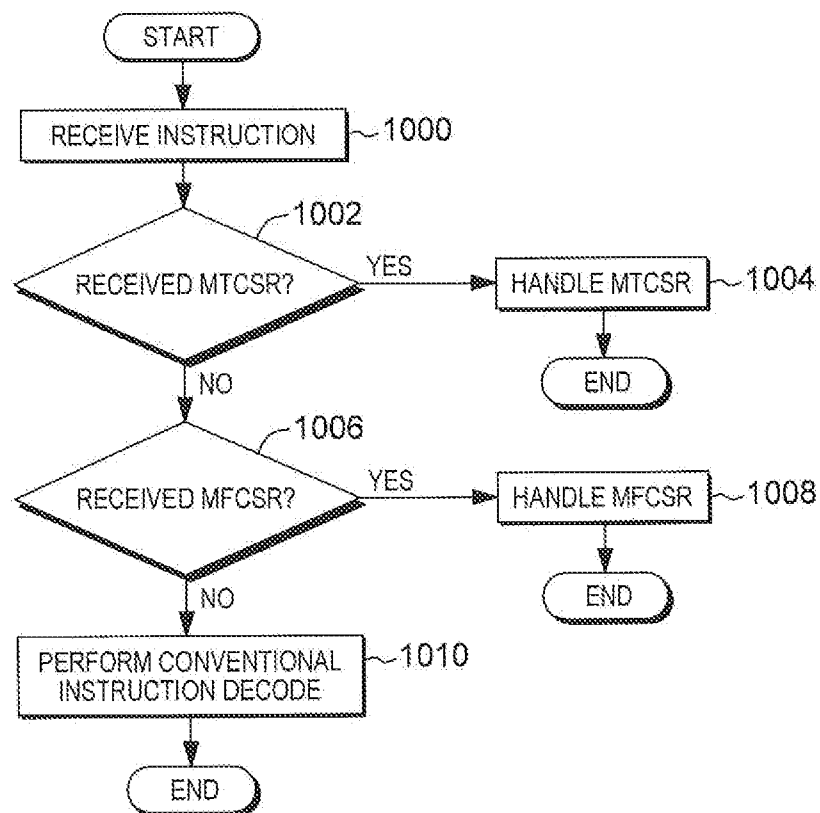 START
RECEIVE INSTRUCTION
1000
1002
RECEIVED MTCSR?
YES
HANDLE MTCSR
1004
END
NO
1006
RECEIVED MFCSR?
YES
HANDLE MFCSR
1008
END
NO
PERFORM CONVENTIONAL
INSTRUCTION DECODE
1010
END